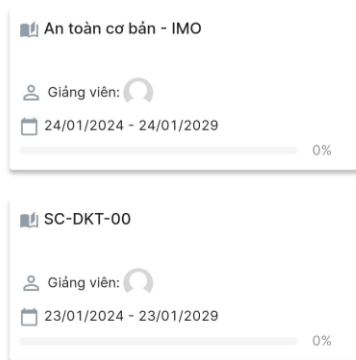 An toàn cơ bản - IMO
Giảng viên:
24/01/2024 - 24/01/2029
0%
SC-DKT-00
Giảng viên:
23/01/2024 - 23/01/2029
0%